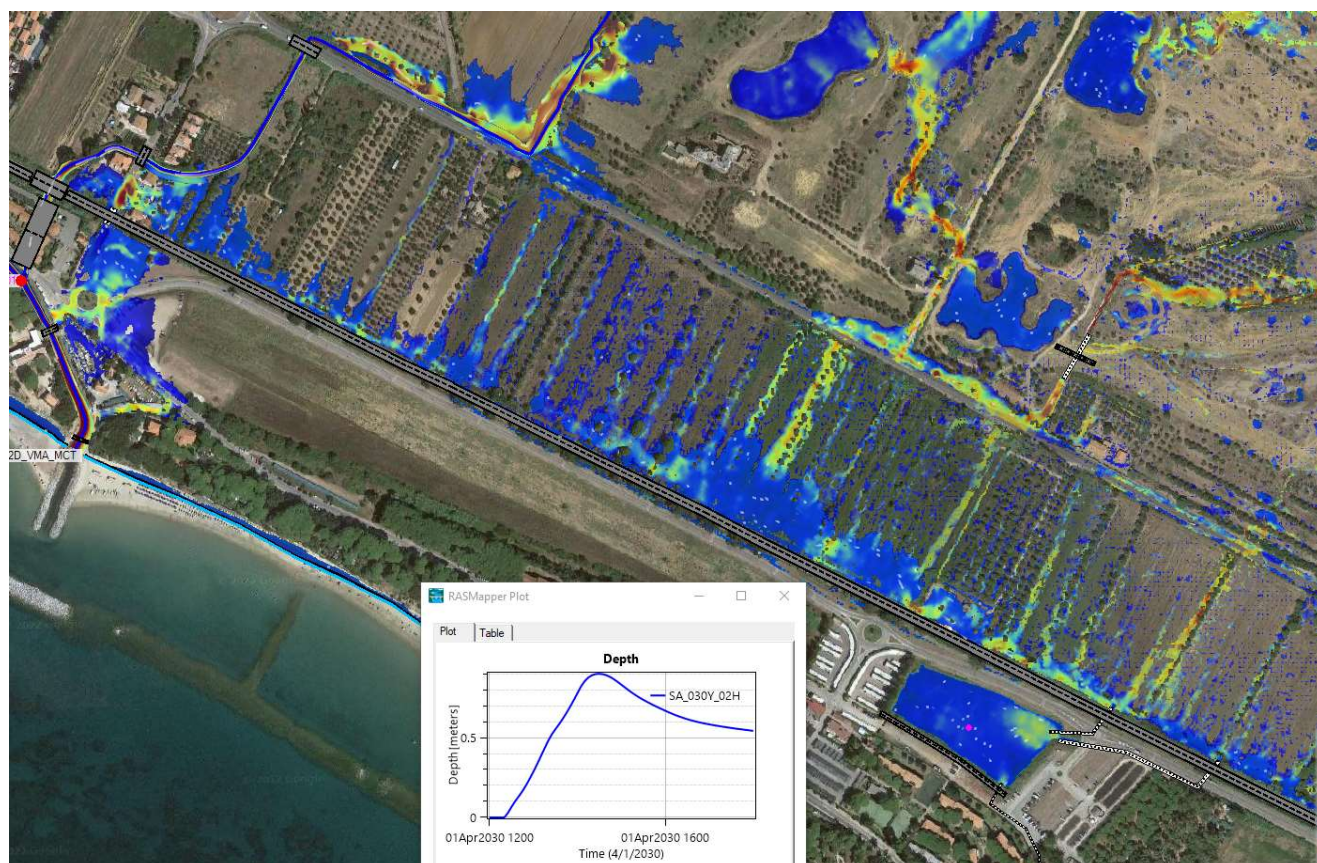 2D_VMA_MCT
RASMapper Plot
Plot
Table
Depth
SA_030Y_02H
Depth [meters]
0.5
0
01Apr2030 1200
01Apr2030 1600
Time (4/1/2030)